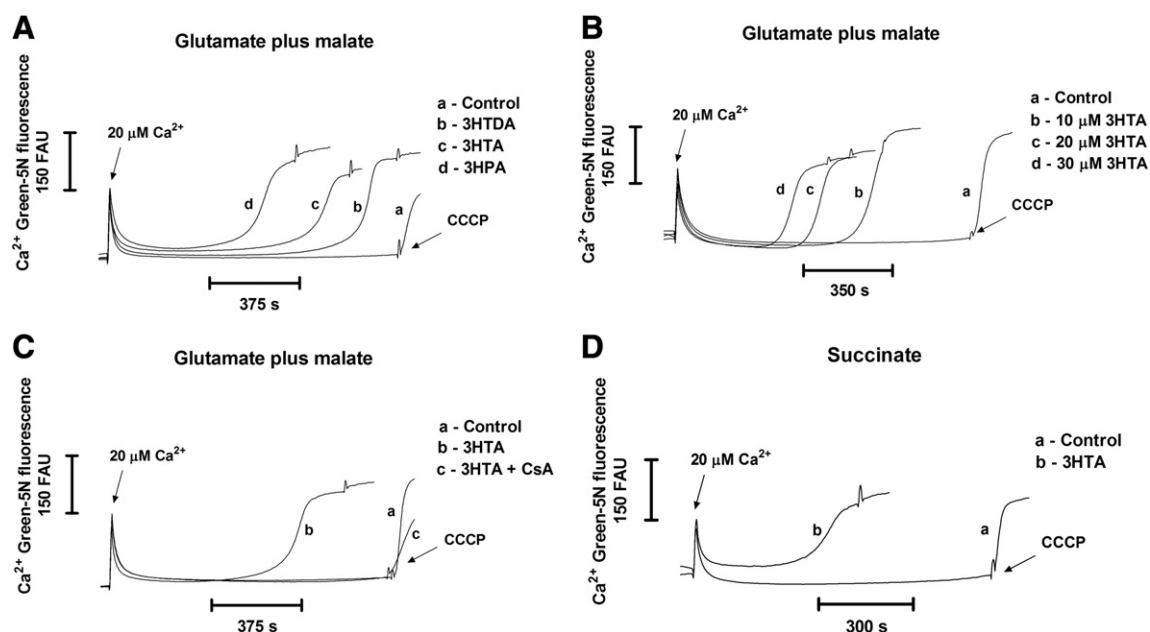 A
Glutamate plus malate
Ca²⁺ Green-5N fluorescence
150 FAU
20 µM Ca²⁺
a - Control
b - 3HTDA
c - 3HTA
d - 3HPA
d
c
b
a
CCCP
375 s
B
Glutamate plus malate
Ca²⁺ Green-5N fluorescence
150 FAU
20 µM Ca²⁺
a - Control
b - 10 µM 3HTA
c - 20 µM 3HTA
d - 30 µM 3HTA
d
c
b
a
CCCP
350 s
C
Glutamate plus malate
Ca²⁺ Green-5N fluorescence
150 FAU
20 µM Ca²⁺
a - Control
b - 3HTA
c - 3HTA + CsA
b
a
c
CCCP
375 s
D
Succinate
Ca²⁺ Green-5N fluorescence
150 FAU
20 µM Ca²⁺
a - Control
b - 3HTA
b
a
CCCP
300 s